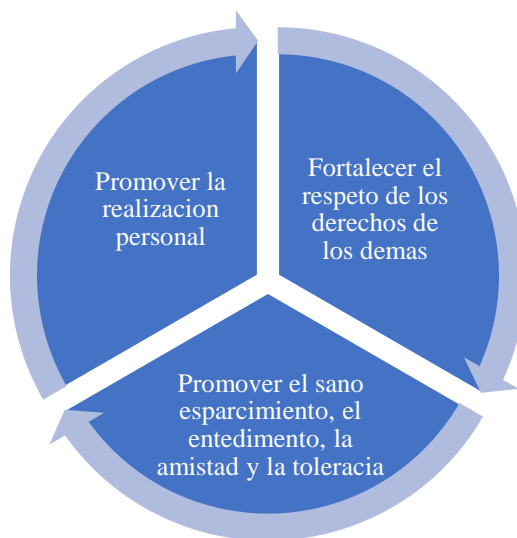 Promover la
realizacion
personal
Fortalecer el
respeto de los
derechos de
los demas
Promover el sano
esparcimiento, el
entedimento, la
amistad y la toleracia